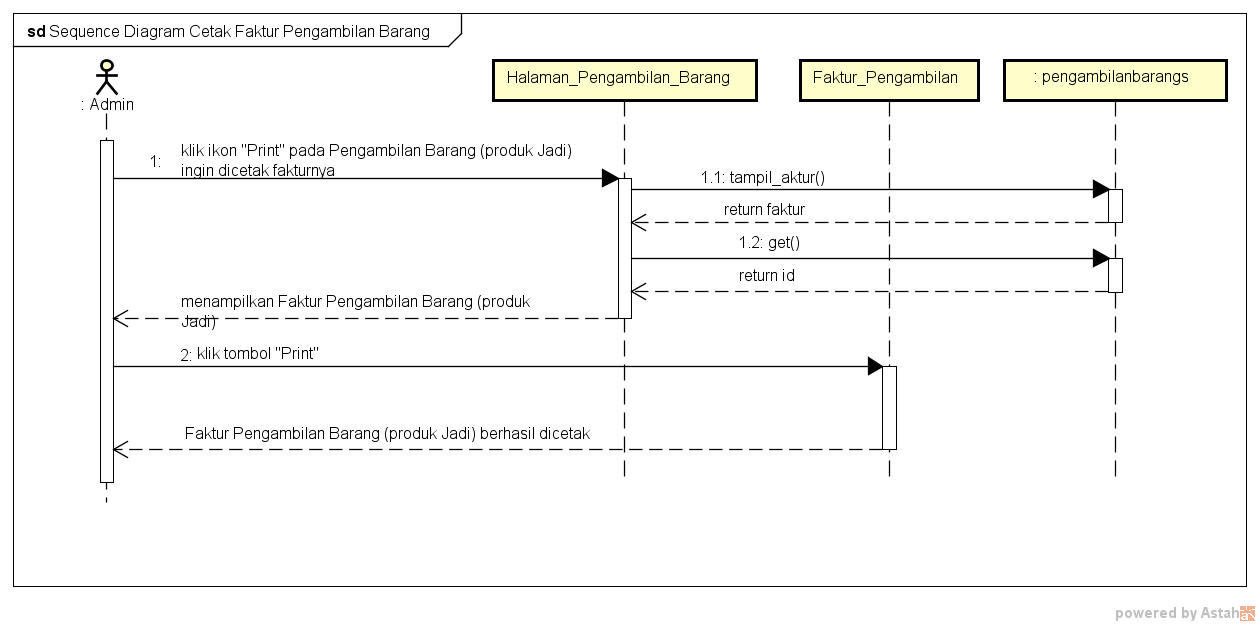 sd Sequence Diagram Cetak Faktur Pengambilan Barang
Halaman_Pengambilan_Barang
Faktur_Pengambilan
: pengambilanbarangs
: Admin
1: klik ikon "Print" pada Pengambilan Barang (produk Jadi)
ingin dicetak fakturnya
1.1: tampil_aktur()
return faktur
1.2: get()
return id
menampilkan Faktur Pengambilan Barang (produk
Jadi)
2: klik tombol "Print"
Faktur Pengambilan Barang (produk Jadi) berhasil dicetak
powered by Astah